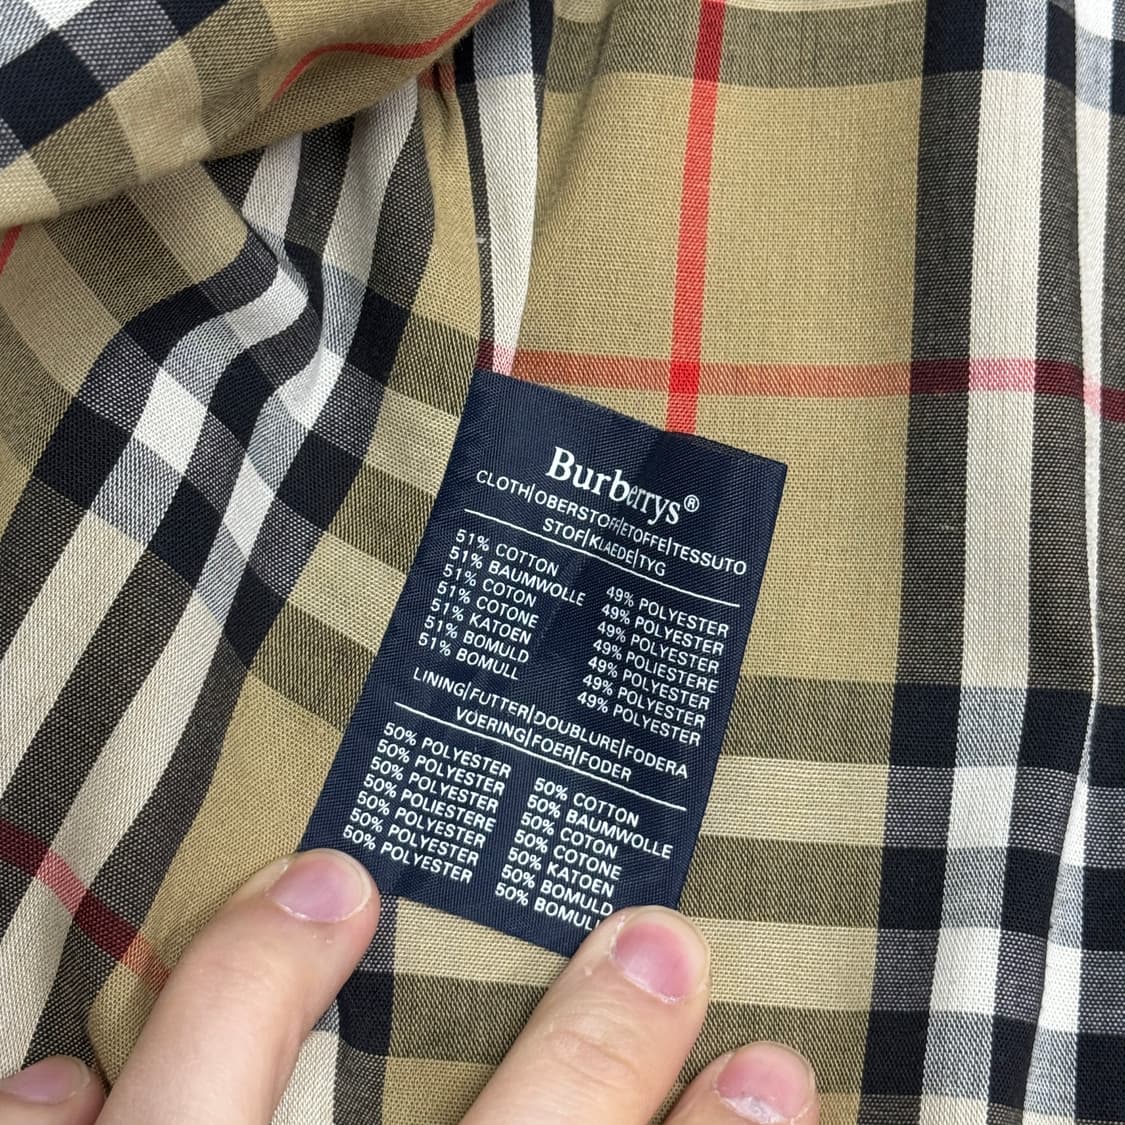 Burberrys®
CLOTH|OBERSTOFF|ETOFFE|TESSUTO
STOF|KLAEDE|TYG
51% COTTON 49% POLYESTER
51% BAUMWOLLE 49% POLYESTER
51% COTON 49% POLYESTER
51% COTONE 49% POLIESTERE
51% KATOEN 49% POLYESTER
51% BOMULD 49% POLYESTER
51% BOMULL 49% POLYESTER
LINING|FUTTER|DOUBLURE|FODERA
VOERING|FOER|FODER
50% POLYESTER 50% COTTON
50% POLYESTER 50% BAUMWOLLE
50% POLYESTER 50% COTON
50% POLIESTERE 50% COTONE
50% POLYESTER 50% KATOEN
50% POLYESTER 50% BOMULD
50% POLYESTER 50% BOMULL